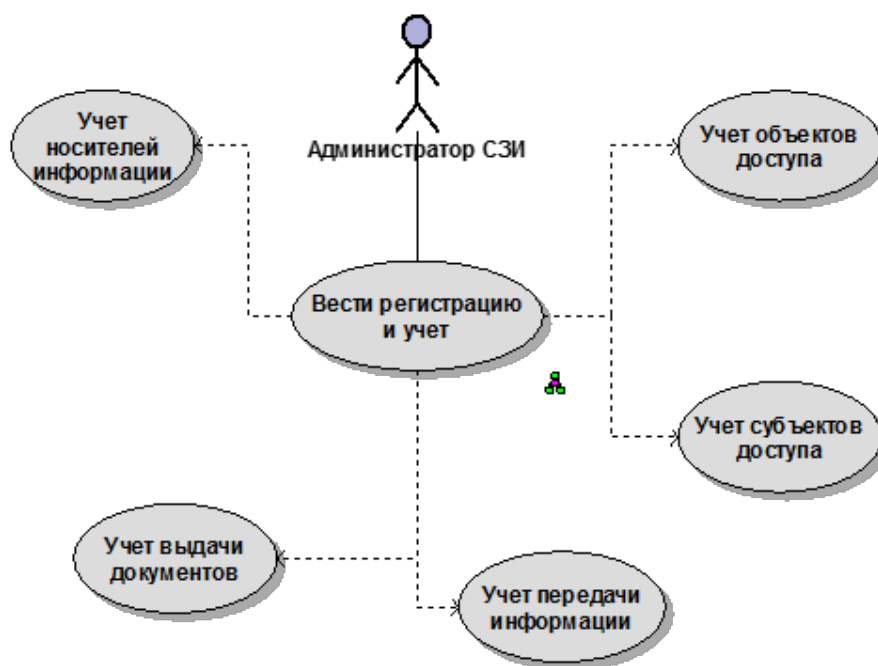 Учет
носителей
информации
Администратор СЗИ
Учет объектов
доступа
Вести регистрацию
и учет
Учет субъектов
доступа
Учет выдачи
документов
Учет передачи
информации